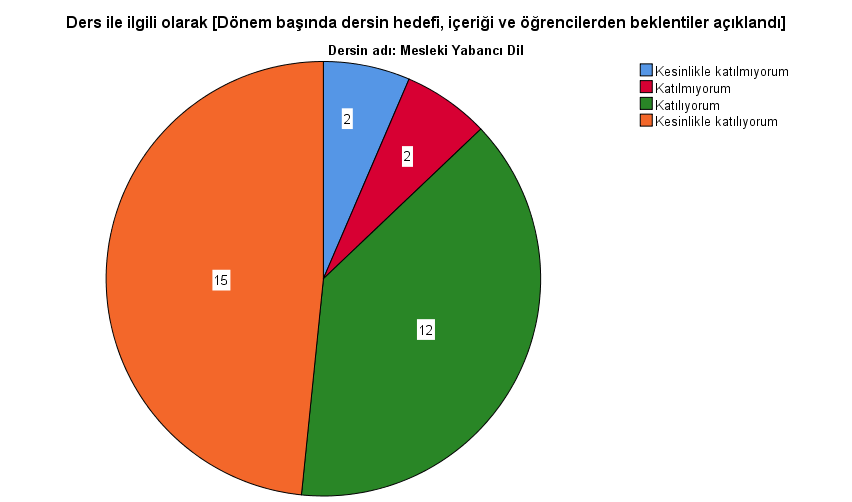 Ders ile ilgili olarak [Dönem başında dersin hedefi, içeriği ve öğrencilerden beklentiler açıklandı]
Dersin adı: Mesleki Yabancı Dil
Kesinlikle katılmıyorum
Katılmıyorum
Katılıyorum
Kesinlikle katılıyorum
2
2
15
12